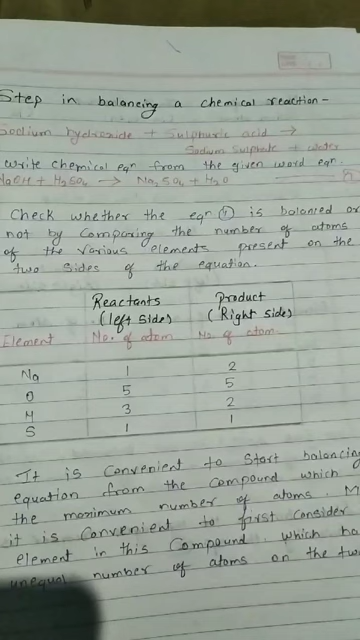 Step in balancing a chemical reaction -
Sodium hydroxide + Sulphuric acid →
Sodium sulphate + water
write chemical eqn from the given word eqn.
NaOH + H2SO4 → Na2SO4 + H2O — ①
Check whether the eqn ① is balanced or
not by comparing the number of atoms
of the various elements present on the
two sides of the equation.
Reactants Product
(left side) (Right side)
Element No. of atom No. of atom
Na 1 2
O 5 5
H 3 2
S 1 1
It is convenient to start balancing
equation from the compound which
the maximum number of atoms. M
it is convenient to first consider
element in this compound which ha
unequal number of atoms on the two